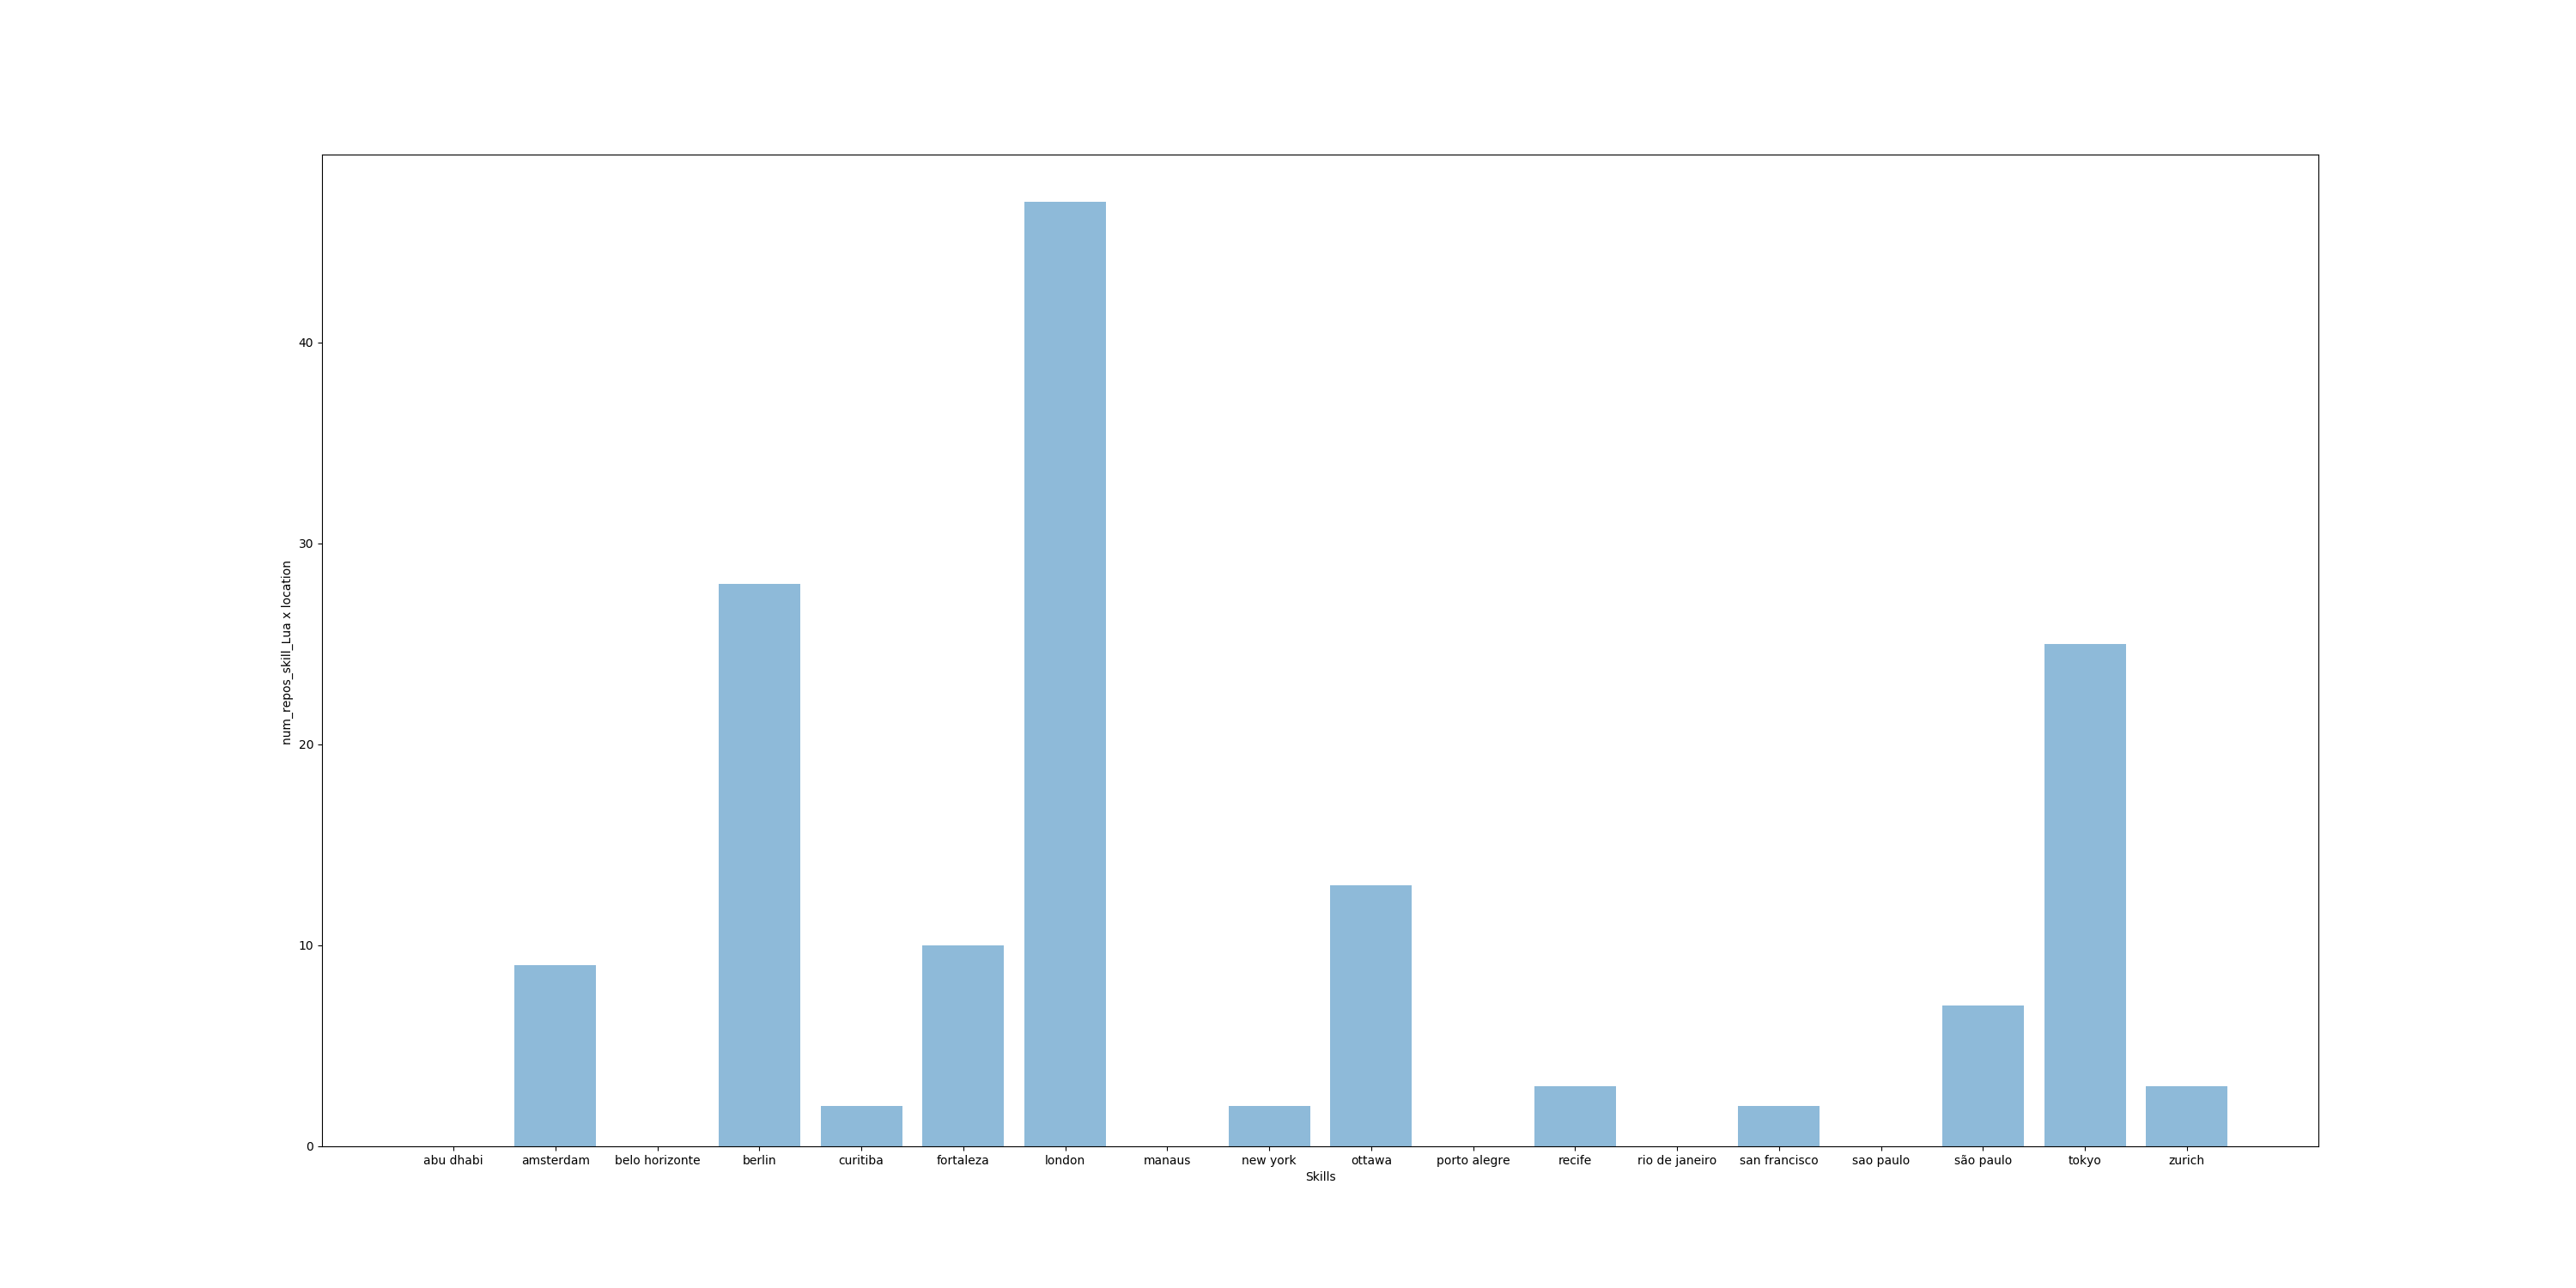 num_repos_skill_Lua x location
40
30
20
10
0
abu dhabi amsterdam belo horizonte berlin curitiba fortaleza london manaus new york ottawa porto alegre recife rio de janeiro san francisco sao paulo são paulo tokyo zurich
Skills